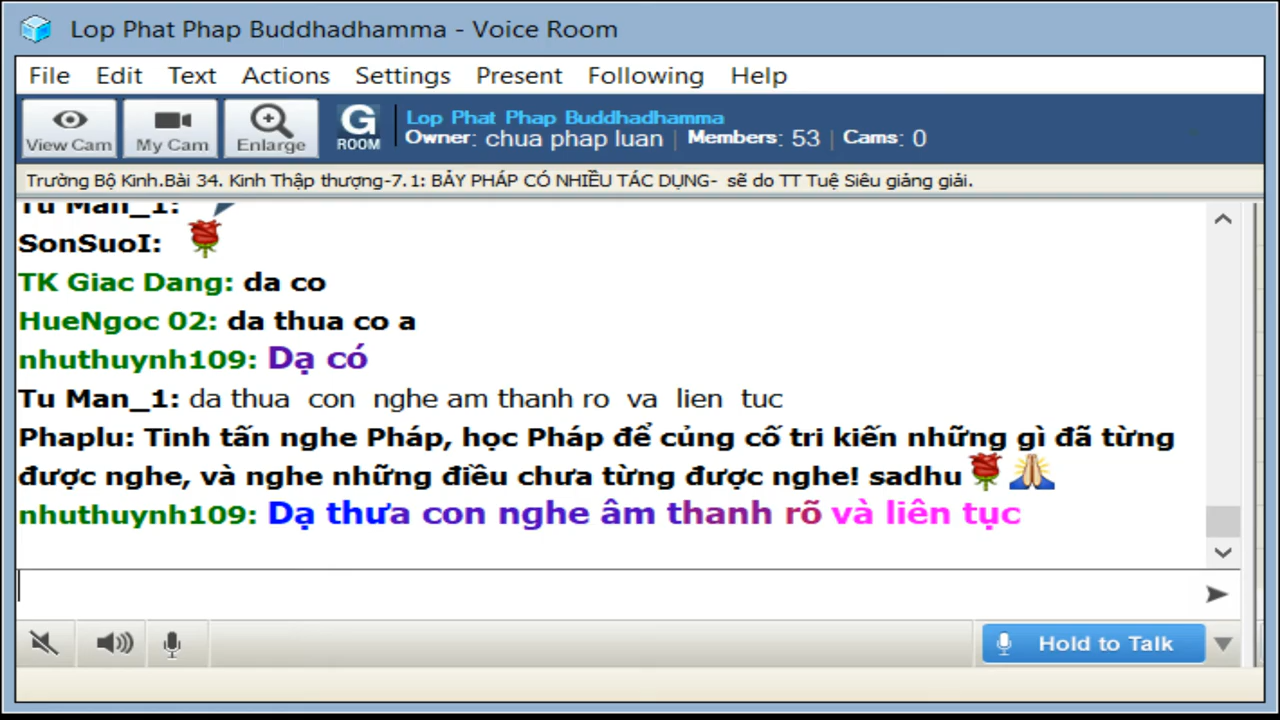 Lop Phat Phap Buddhadhamma - Voice Room
File Edit Text Actions Settings Present Following Help
View Cam My Cam Enlarge G ROOM
Lop Phat Phap Buddhadhamma
Owner: chua phap luan | Members: 53 | Cams: 0
Trường Bộ Kinh.Bài 34. Kinh Thập thượng-7.1: BẢY PHÁP CÓ NHIỀU TÁC DỤNG- sẽ do TT Tuệ Siêu giảng giải.
Tu Man_1:
SonSuoI:
TK Giac Dang: da co
HueNgoc 02: da thua co a
nhuthuynh109: Dạ có
Tu Man_1: da thua con nghe am thanh ro va lien tuc
Phaplu: Tinh tấn nghe Pháp, học Pháp để củng cố tri kiến những gì đã từng
được nghe, và nghe những điều chưa từng được nghe! sadhu
nhuthuynh109: Dạ thưa con nghe âm thanh rõ và liên tục
Hold to Talk